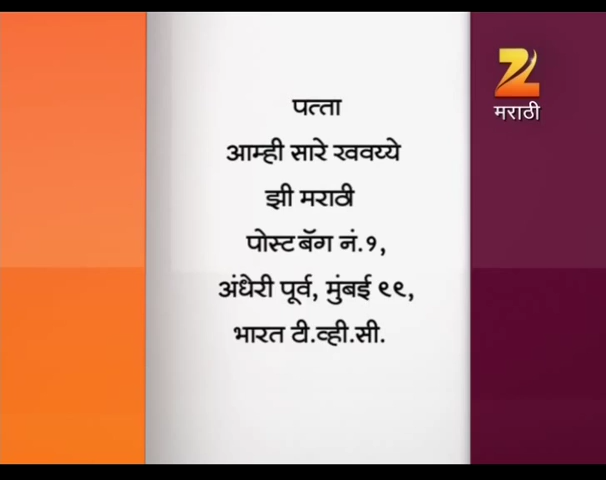 पत्ता
आम्ही सारे खवय्ये
झी मराठी
पोस्ट बॅग नं.१,
अंधेरी पूर्व, मुंबई ९९,
भारत टी.व्ही.सी.
Z
मराठी